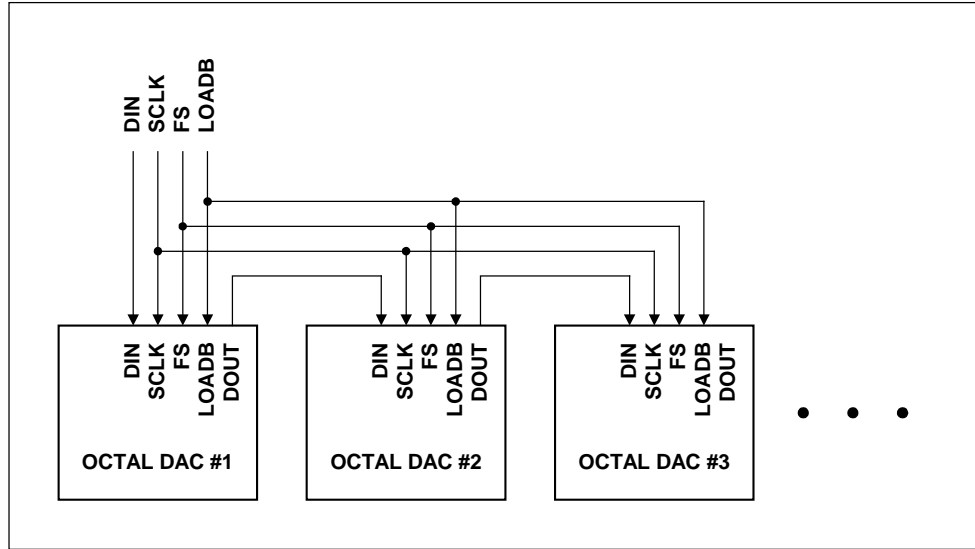 DIN
SCLK
FS
LOADB
DIN
SCLK
FS
LOADB
DOUT
OCTAL DAC #1
DIN
SCLK
FS
LOADB
DOUT
OCTAL DAC #2
DIN
SCLK
FS
LOADB
DOUT
OCTAL DAC #3